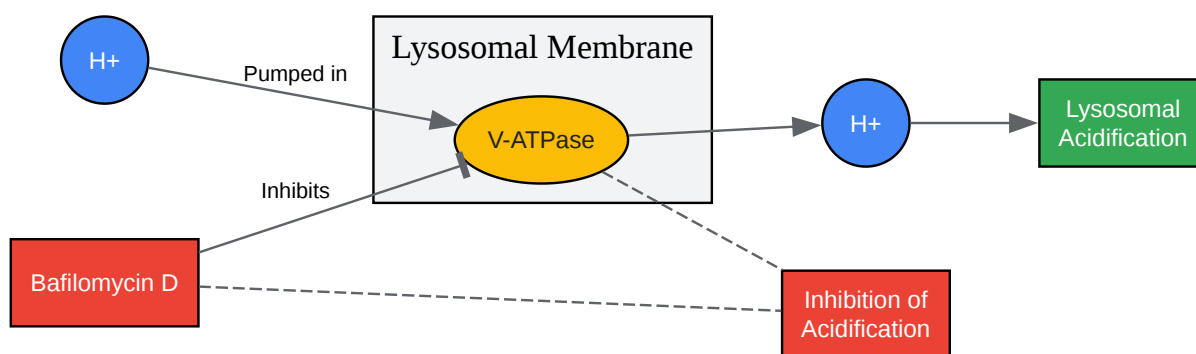 Lysosomal Membrane
H+
Pumped in
V-ATPase
H+
Lysosomal
Acidification
Inhibits
Bafilomycin D
Inhibition of
Acidification